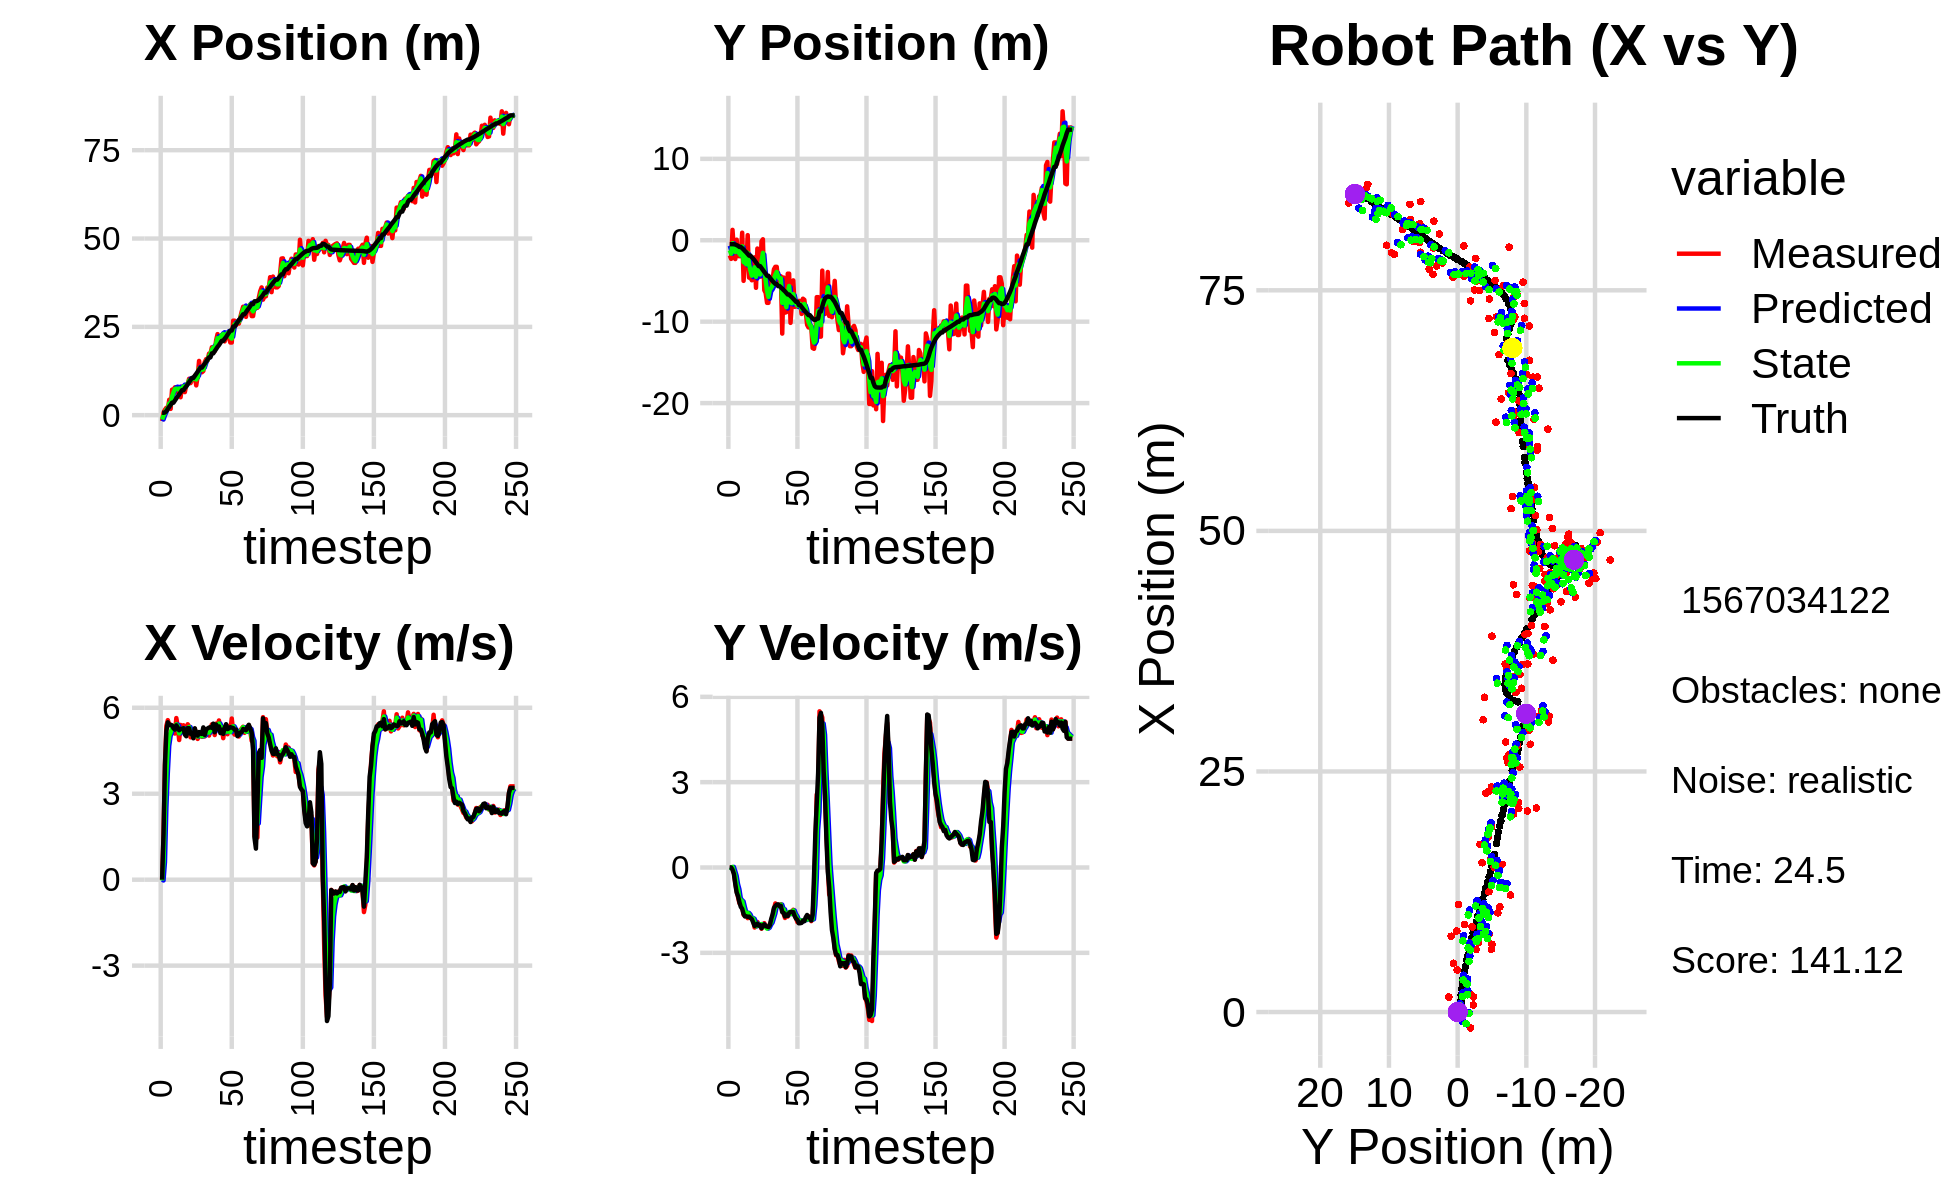 X Position (m)
75
50
25
0
0
50
100
150
200
250
timestep
Y Position (m)
10
0
-10
-20
0
50
100
150
200
250
timestep
X Velocity (m/s)
6
3
0
-3
0
50
100
150
200
250
timestep
Y Velocity (m/s)
6
3
0
-3
0
50
100
150
200
250
timestep
Robot Path (X vs Y)
X Position (m)
75
50
25
0
20 10 0 -10 -20
Y Position (m)
variable
Measured
Predicted
State
Truth
1567034122
Obstacles: none
Noise: realistic
Time: 24.5
Score: 141.12